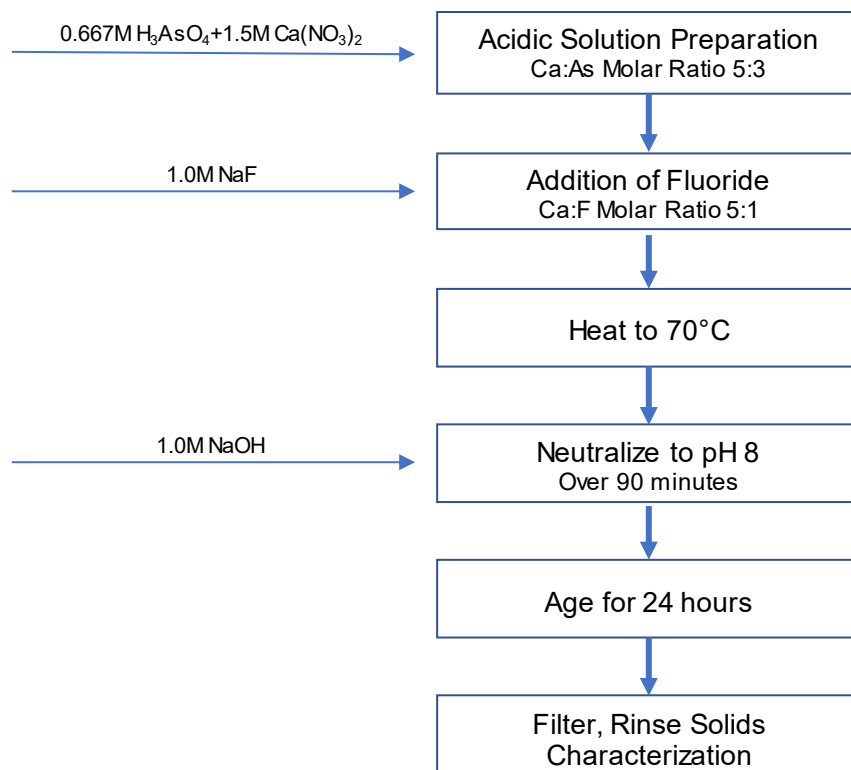 0.667M H₃AsO₄+1.5M Ca(NO₃)₂
Acidic Solution Preparation
Ca:As Molar Ratio 5:3
1.0M NaF
Addition of Fluoride
Ca:F Molar Ratio 5:1
Heat to 70°C
1.0M NaOH
Neutralize to pH 8
Over 90 minutes
Age for 24 hours
Filter, Rinse Solids
Characterization